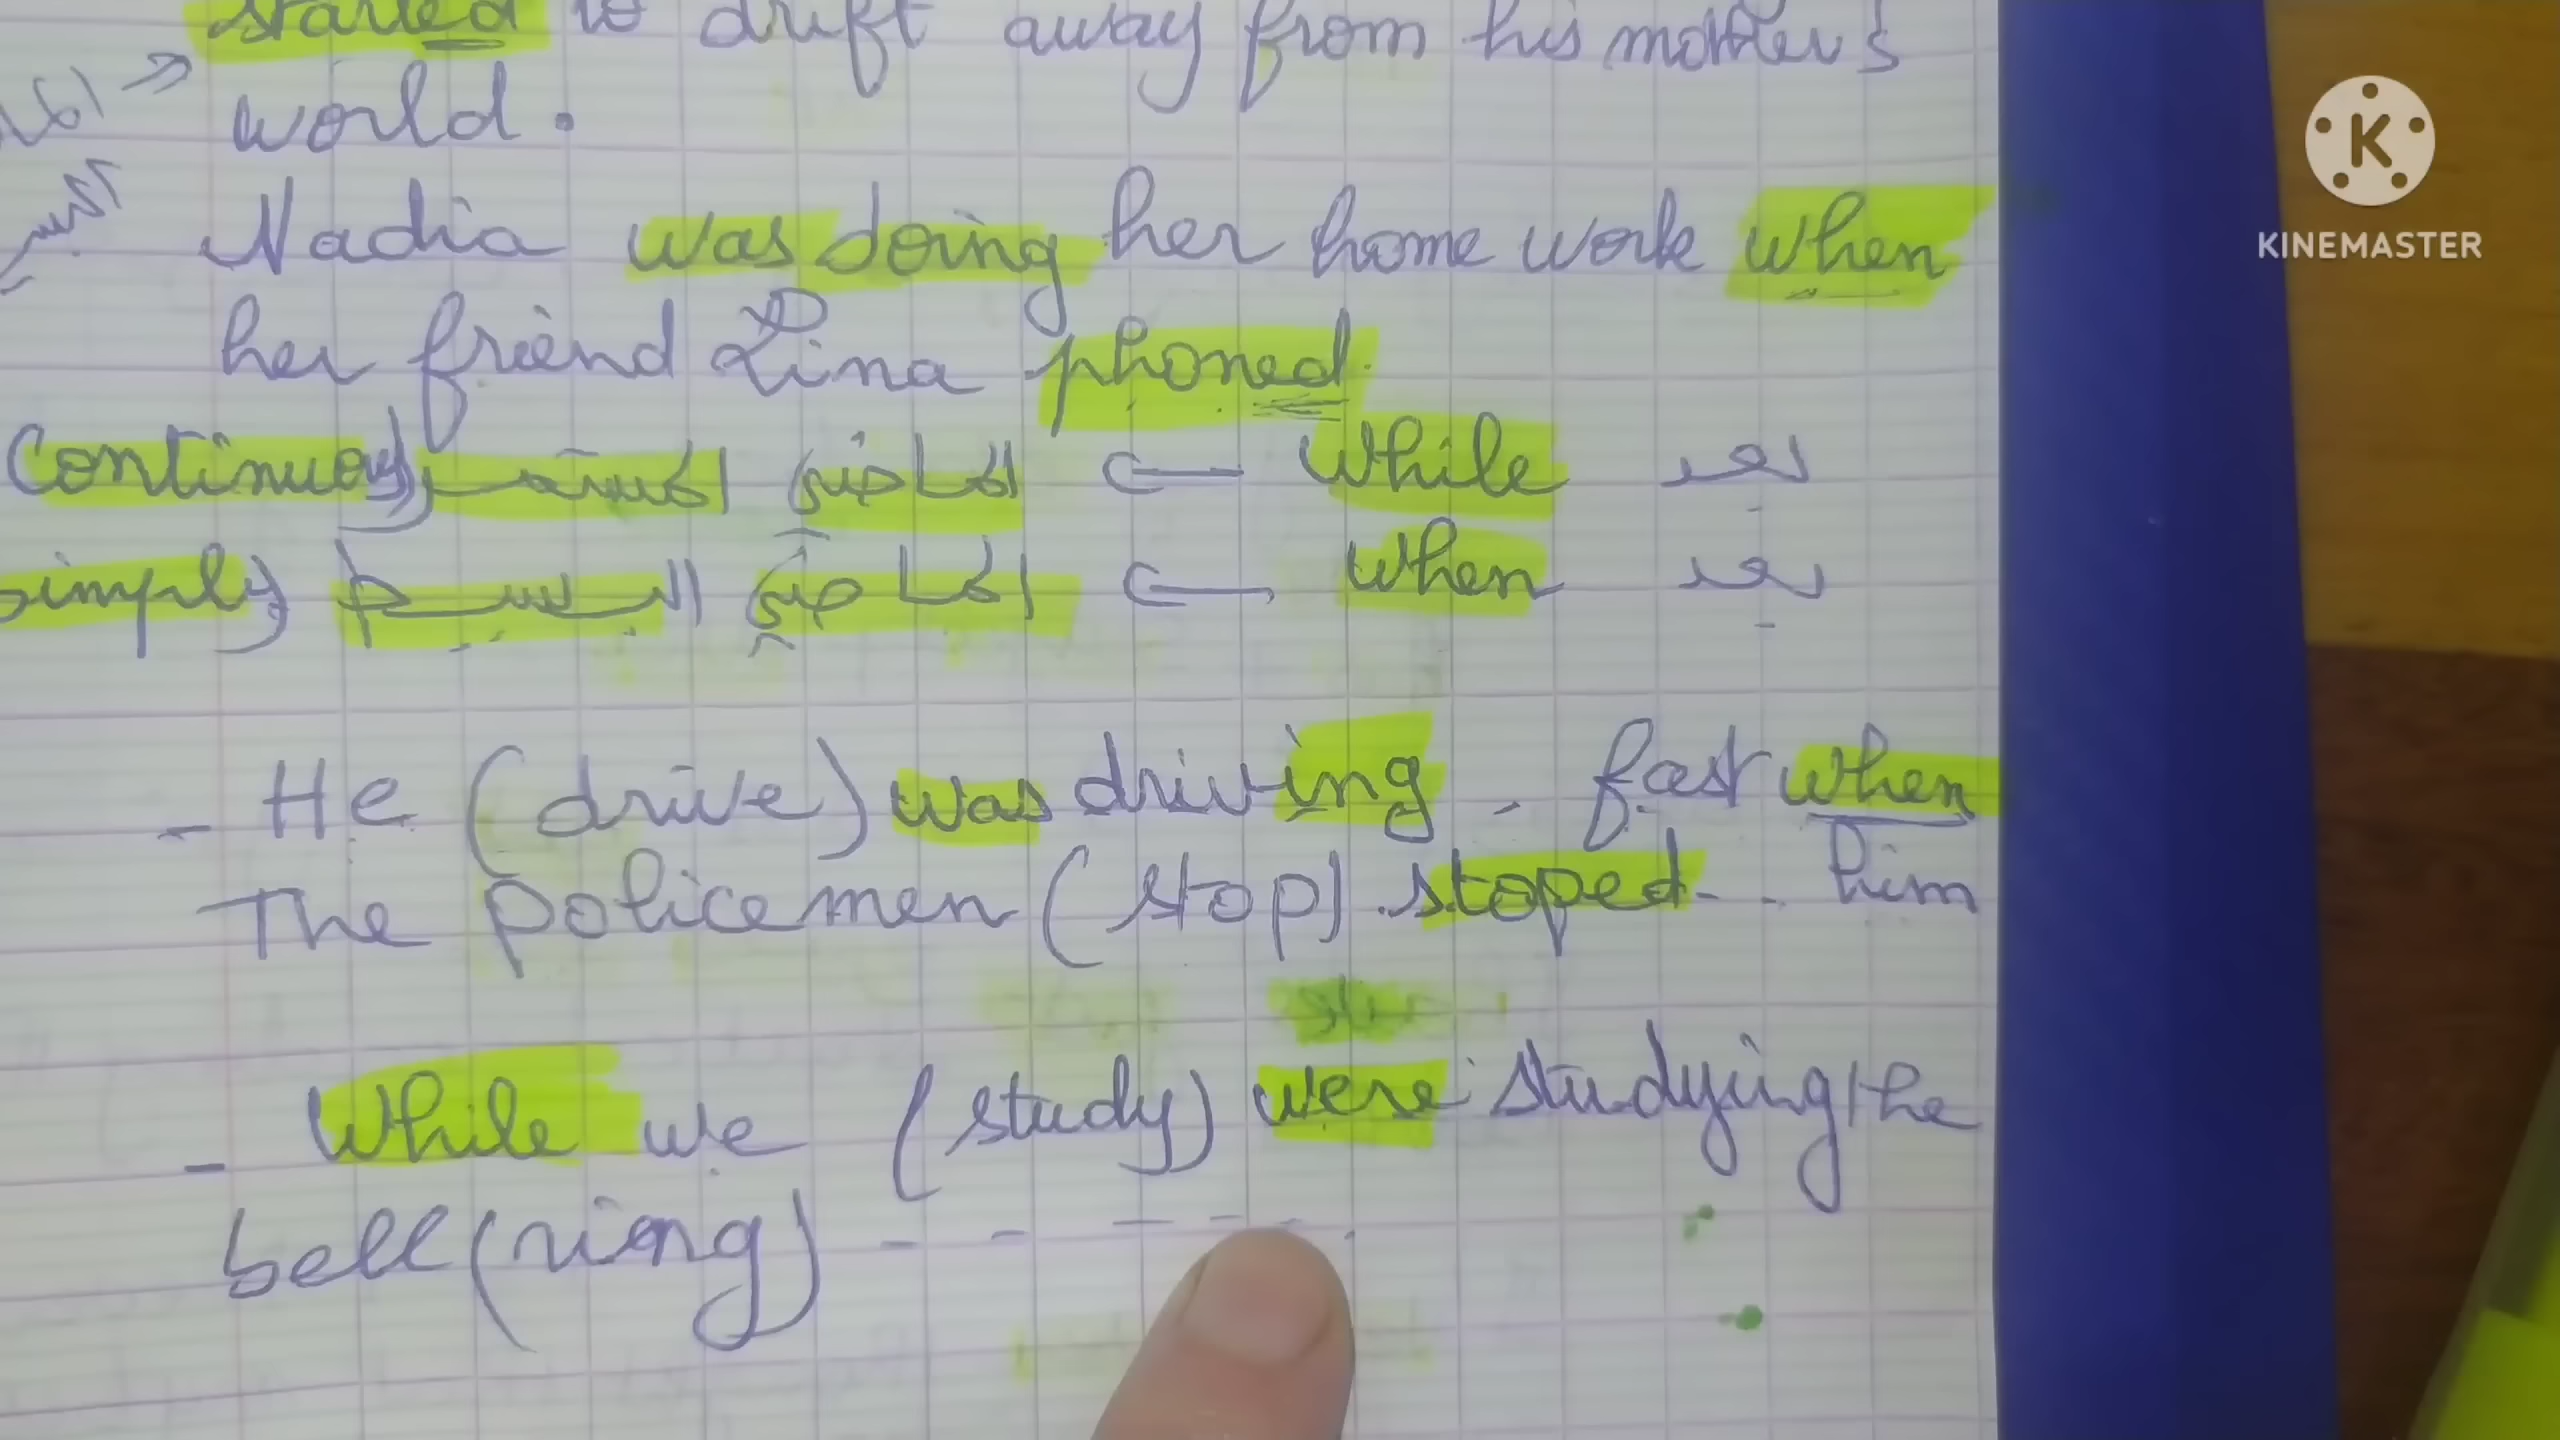 started to drift away from his mother's
world.
Nadia was doing her home work when
her friend Lina phoned.
بعد while ← الماضي المستمر Continuous
بعد when ← الماضي البسيط simply
- He (drive) was driving . fast when
The policemen (stop) .stoped - . him
- While we (study) were studying the
bell (ring) - - - - - .
K
KINEMASTER